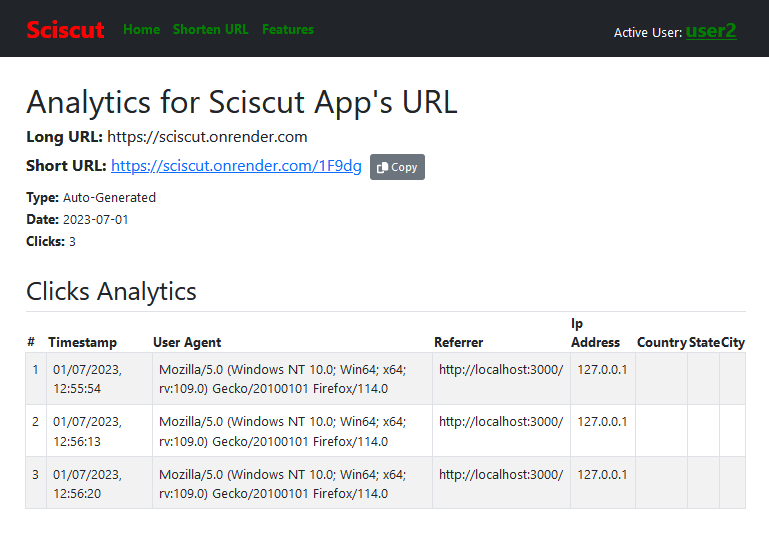 Sciscut Home Shorten URL Features Active User: user2
Analytics for Sciscut App's URL
Long URL: https://sciscut.onrender.com
Short URL: https://sciscut.onrender.com/1F9dg Copy
Type: Auto-Generated
Date: 2023-07-01
Clicks: 3
Clicks Analytics
# Timestamp User Agent Referrer Ip Address Country State City
1 01/07/2023, 12:55:54 Mozilla/5.0 (Windows NT 10.0; Win64; x64; rv:109.0) Gecko/20100101 Firefox/114.0 http://localhost:3000/ 127.0.0.1
2 01/07/2023, 12:56:13 Mozilla/5.0 (Windows NT 10.0; Win64; x64; rv:109.0) Gecko/20100101 Firefox/114.0 http://localhost:3000/ 127.0.0.1
3 01/07/2023, 12:56:20 Mozilla/5.0 (Windows NT 10.0; Win64; x64; rv:109.0) Gecko/20100101 Firefox/114.0 http://localhost:3000/ 127.0.0.1